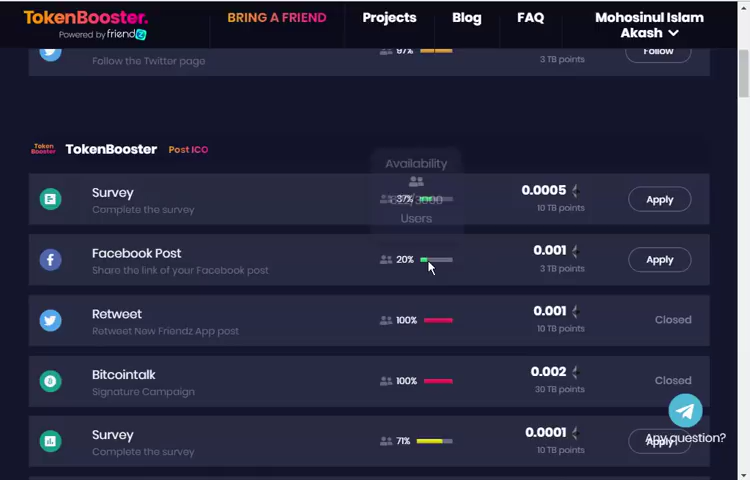 TokenBooster.
Powered by friendz
BRING A FRIEND
Projects
Blog
FAQ
Mohosinul Islam
Akash
Follow the Twitter page
97%
3 TB points
Follow
Token
Booster
TokenBooster
Post ICO
Availability
Users
Survey
Complete the survey
37%
0.0005
10 TB points
Apply
Facebook Post
Share the link of your Facebook post
20%
0.001
3 TB points
Apply
Retweet
Retweet New Friendz App post
100%
0.001
10 TB points
Closed
Bitcointalk
Signature Campaign
100%
0.002
30 TB points
Closed
Survey
Complete the survey
71%
0.0001
10 TB points
Apply
Any question?